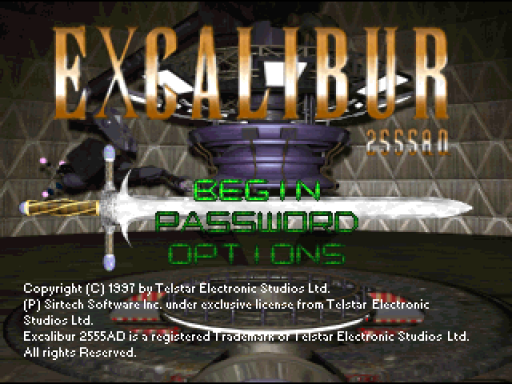 EXCALIBUR
2555AD
BEGIN
PASSWORD
OPTIONS
Copyright (C) 1997 by Telstar Electronic Studios Ltd.
(P) Sirtech Software Inc. under exclusive license from Telstar Electronic
Studios Ltd.
Excalibur 2555AD is a registered Trademark of Telstar Electronic Studios Ltd.
All rights Reserved.